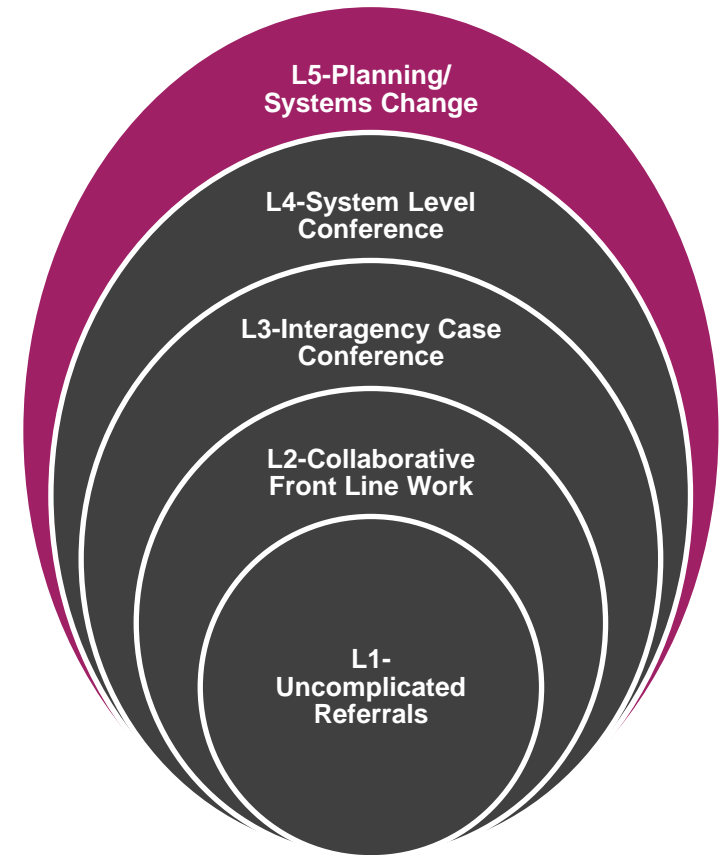 L5-Planning/
Systems Change
L4-System Level
Conference
L3-Interagency Case
Conference
L2-Collaborative
Front Line Work
L1-
Uncomplicated
Referrals